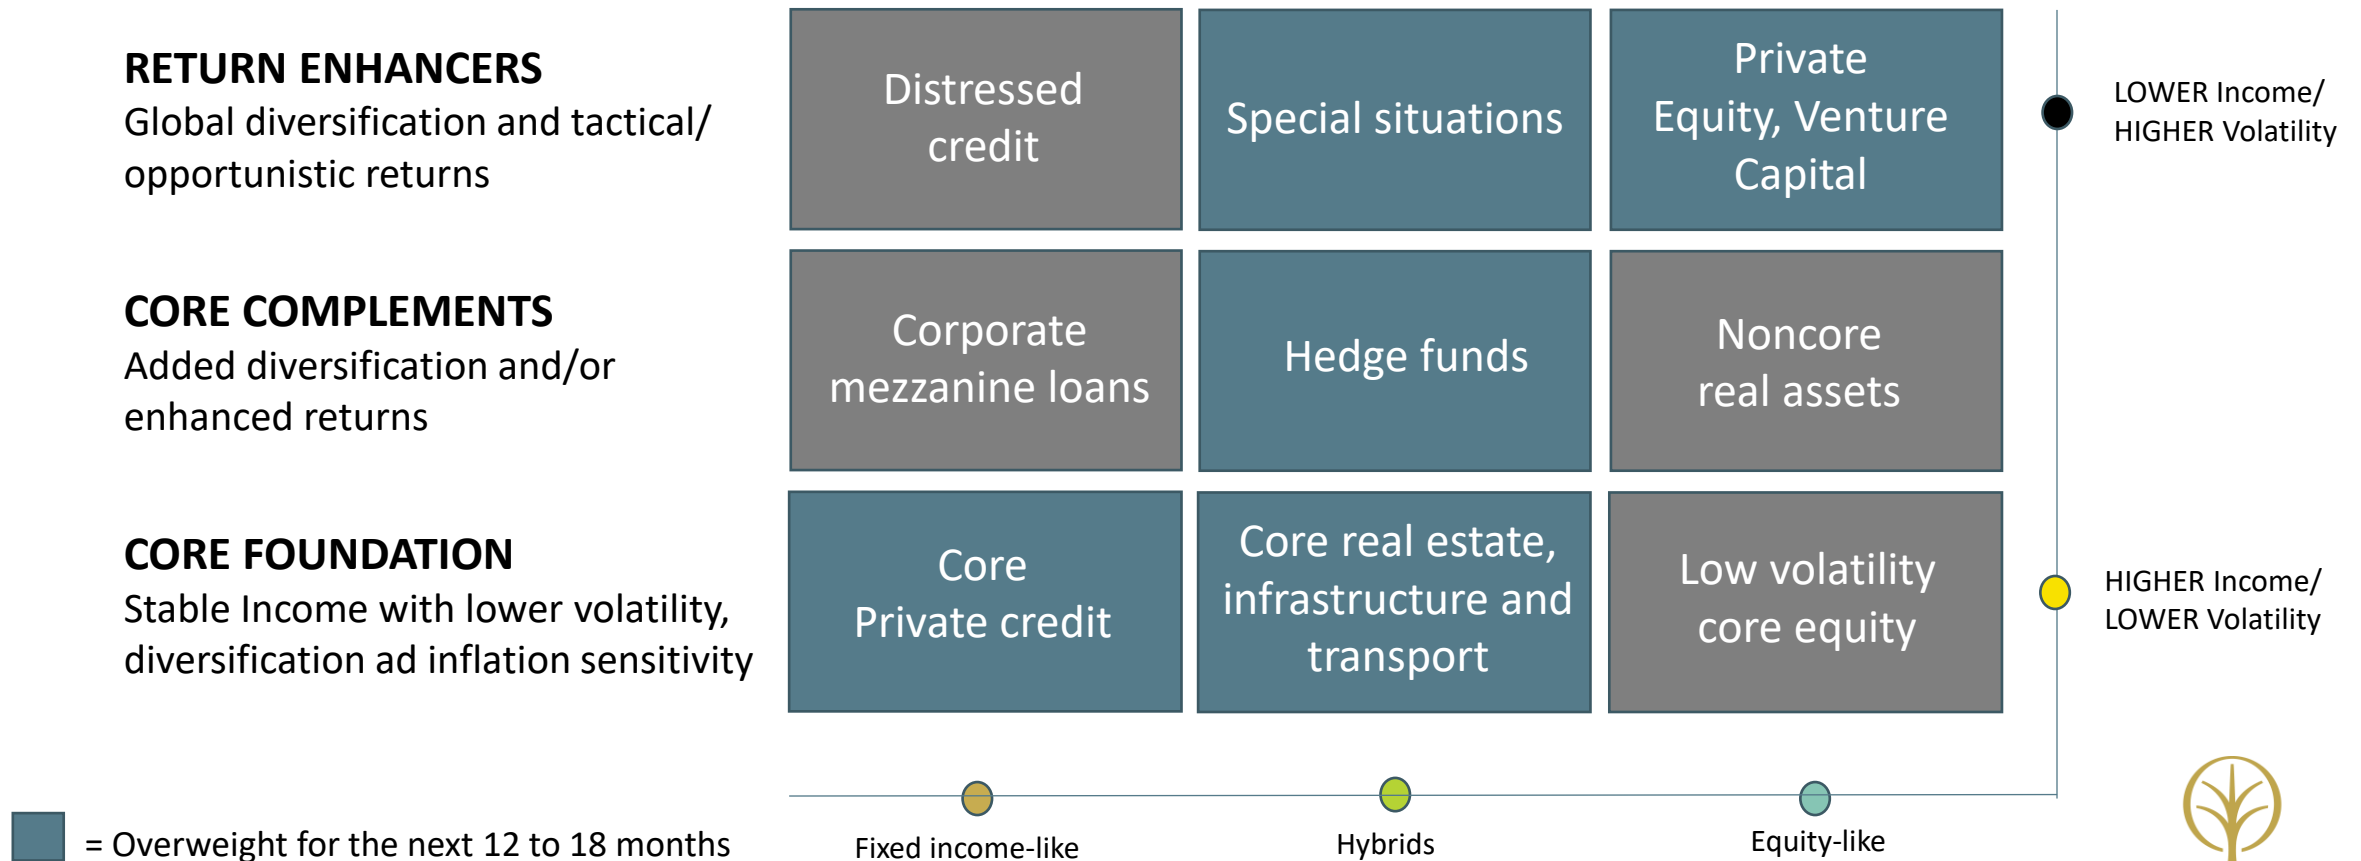 RETURN ENHANCERS
Global diversification and tactical/
opportunistic returns
Distressed
credit
Special situations
Private
Equity, Venture
Capital
LOWER Income/
HIGHER Volatility
CORE COMPLEMENTS
Added diversification and/or
enhanced returns
Corporate
mezzanine loans
Hedge funds
Noncore
real assets
CORE FOUNDATION
Stable Income with lower volatility,
diversification ad inflation sensitivity
Core
Private credit
Core real estate,
infrastructure and
transport
Low volatility
core equity
HIGHER Income/
LOWER Volatility
= Overweight for the next 12 to 18 months
Fixed income-like
Hybrids
Equity-like